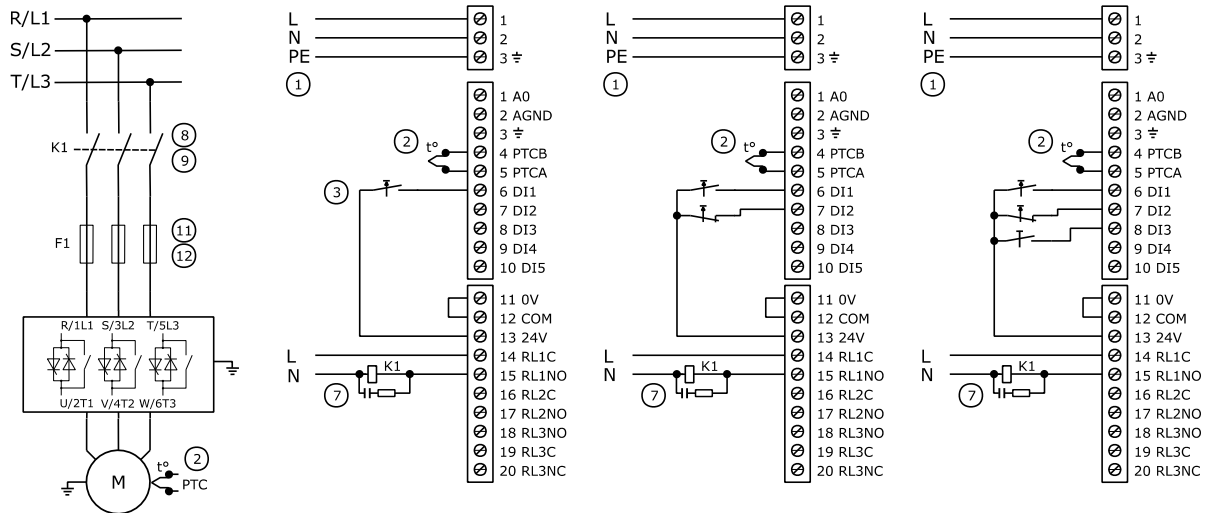 R/L1
S/L2
T/L3
K1
8
9
F1
11
12
R/1L1 S/3L2 T/5L3
U/2T1 V/4T2 W/6T3
M
t°
2
PTC
L
N
PE
1
2
3
1
1 A0
2 AGND
3
4 PTCB
5 PTCA
6 DI1
7 DI2
8 DI3
9 DI4
10 DI5
2
t°
3
11 0V
12 COM
13 24V
14 RL1C
15 RL1NO
16 RL2C
17 RL2NO
18 RL3NO
19 RL3C
20 RL3NC
L
N
K1
7
L
N
PE
1
2
3
1
1 A0
2 AGND
3
4 PTCB
5 PTCA
6 DI1
7 DI2
8 DI3
9 DI4
10 DI5
2
t°
11 0V
12 COM
13 24V
14 RL1C
15 RL1NO
16 RL2C
17 RL2NO
18 RL3NO
19 RL3C
20 RL3NC
L
N
K1
7
L
N
PE
1
2
3
1
1 A0
2 AGND
3
4 PTCB
5 PTCA
6 DI1
7 DI2
8 DI3
9 DI4
10 DI5
2
t°
11 0V
12 COM
13 24V
14 RL1C
15 RL1NO
16 RL2C
17 RL2NO
18 RL3NO
19 RL3C
20 RL3NC
L
N
K1
7